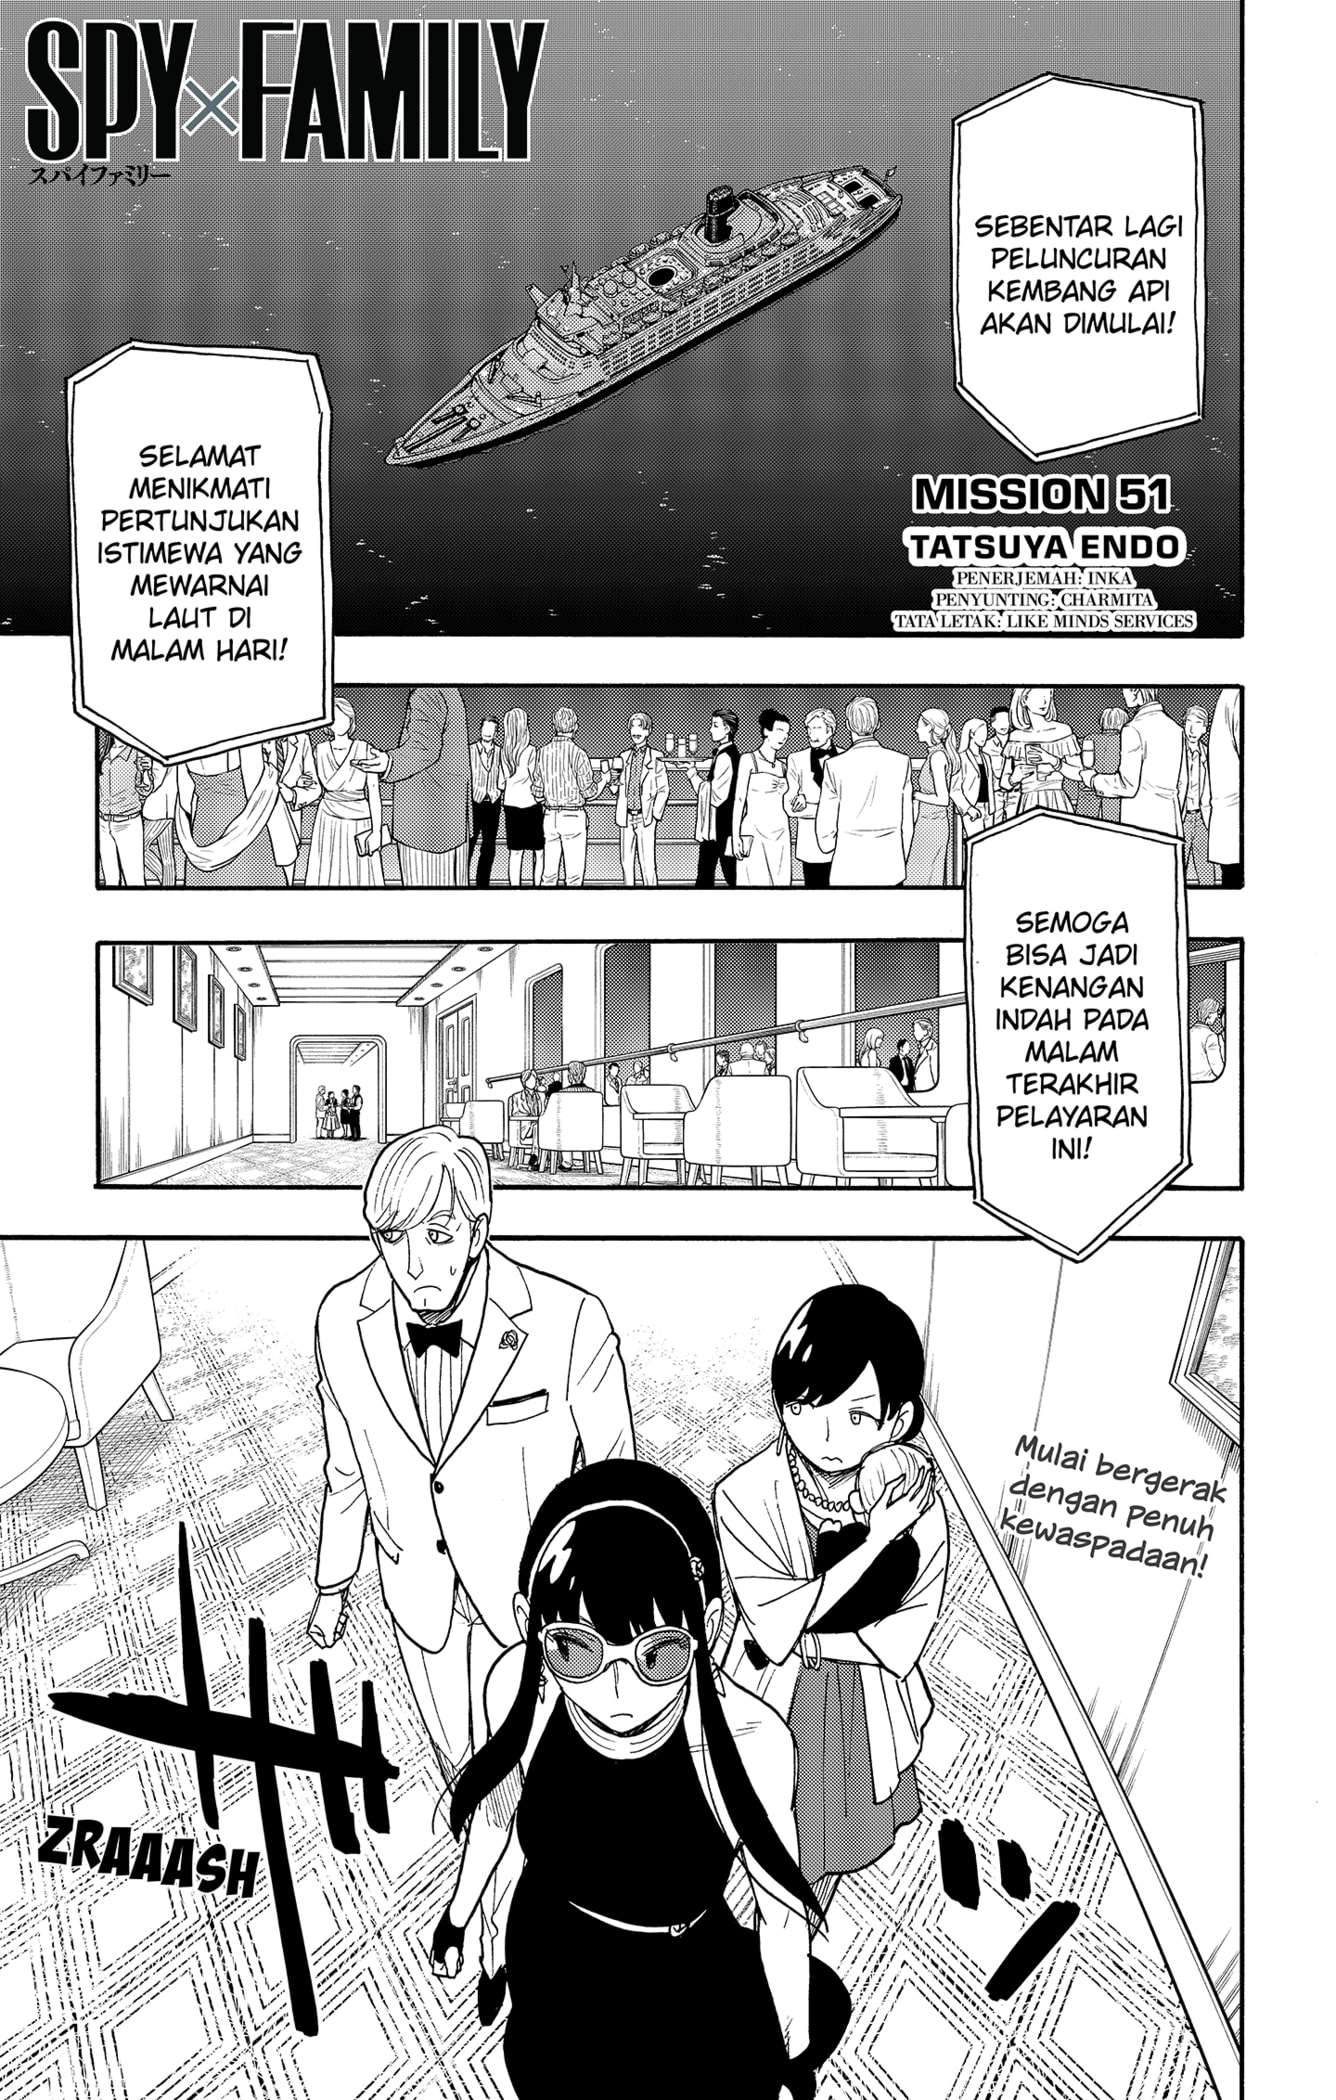 SPY×FAMILY
スパイファミリー
SEBENTAR LAGI
PELUNCURAN
KEMBANG API
AKAN DIMULAI!
SELAMAT
MENIKMATI
PERTUNJUKAN
ISTIMEWA YANG
MEWARNAI
LAUT DI
MALAM HARI!
MISSION 51
TATSUYA ENDO
PENERJEMAH: INKA
PENYUNTING: CHARMITA
TATA LETAK: LIKE MINDS SERVICES
SEMOGA
BISA JADI
KENANGAN
INDAH PADA
MALAM
TERAKHIR
PELAYARAN
INI!
Mulai bergerak
dengan penuh
kewaspadaan!
ザッ
ZRAAASH